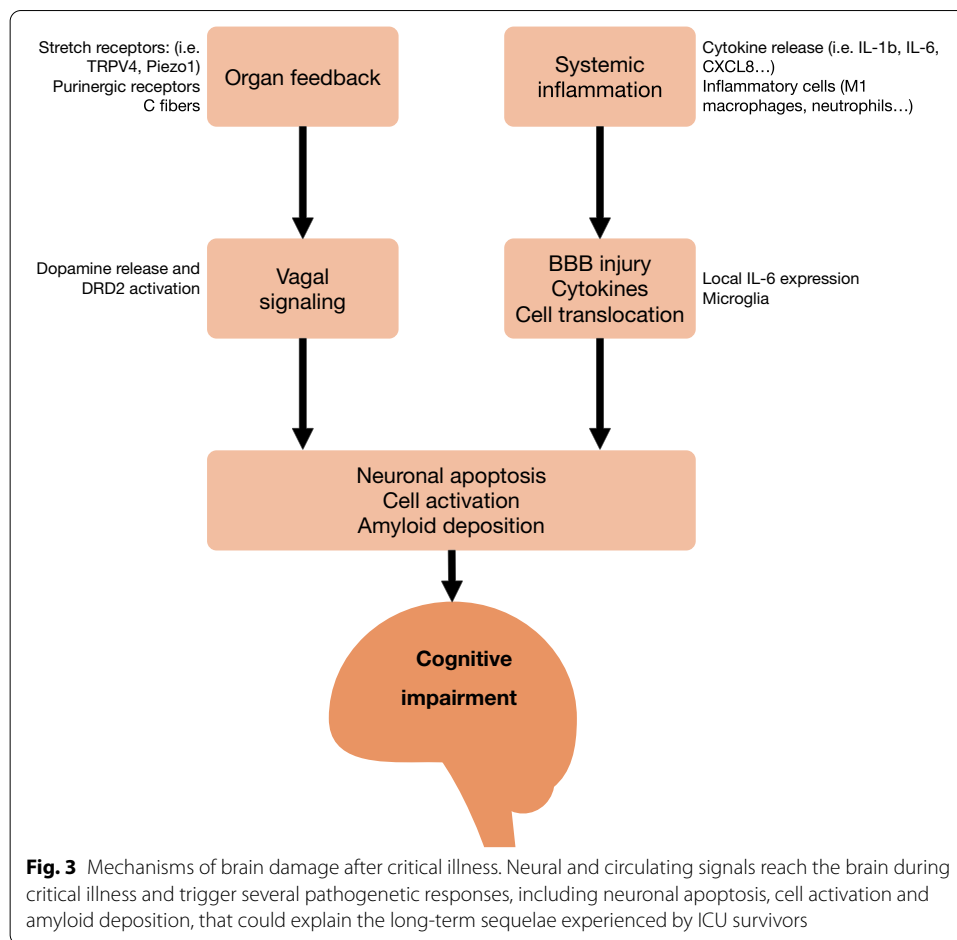 Stretch receptors: (i.e.
TRPV4, Piezo1)
Purinergic receptors
C fibers
Organ feedback
Systemic
inflammation
Cytokine release (i.e. IL-1b, IL-6,
CXCL8…)
Inflammatory cells (M1
macrophages, neutrophils…)
Dopamine release and
DRD2 activation
Vagal
signaling
BBB injury
Cytokines
Cell translocation
Local IL-6 expression
Microglia
Neuronal apoptosis
Cell activation
Amyloid deposition
Cognitive
impairment
Fig. 3 Mechanisms of brain damage after critical illness. Neural and circulating signals reach the brain during
critical illness and trigger several pathogenetic responses, including neuronal apoptosis, cell activation and
amyloid deposition, that could explain the long-term sequelae experienced by ICU survivors